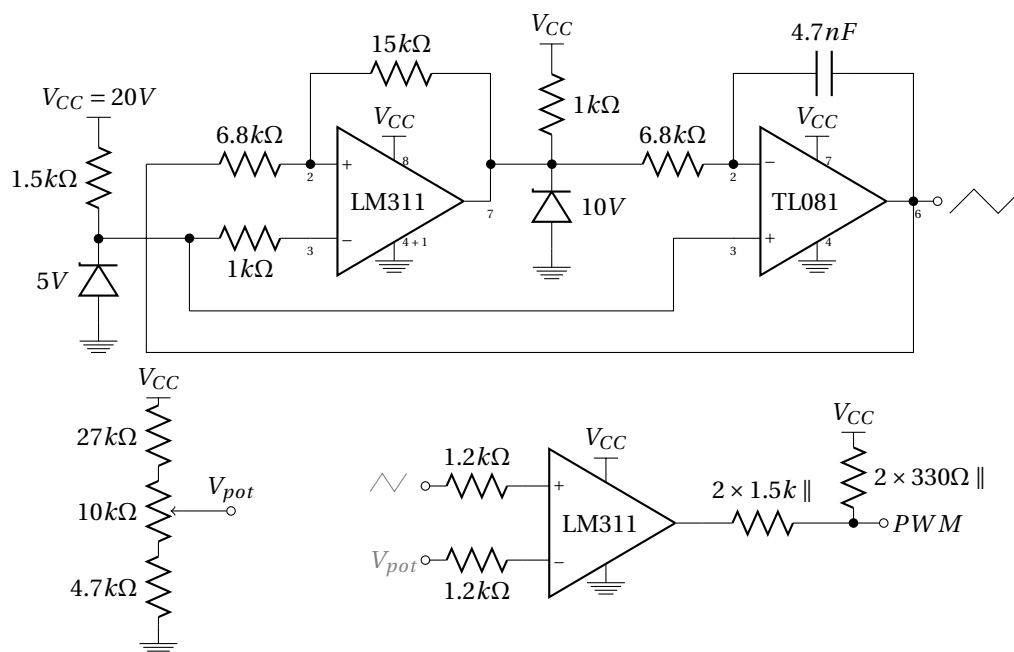 V_CC = 20V
1.5kΩ
5V
6.8kΩ
1kΩ
15kΩ
V_CC
+
−
LM311
2
3
8
4+1
7
V_CC
1kΩ
10V
6.8kΩ
4.7nF
V_CC
−
+
TL081
2
3
7
4
6
V_CC
27kΩ
10kΩ
4.7kΩ
V_pot
1.2kΩ
V_pot
1.2kΩ
V_CC
+
−
LM311
2 × 1.5k ∥
V_CC
2 × 330Ω ∥
PWM